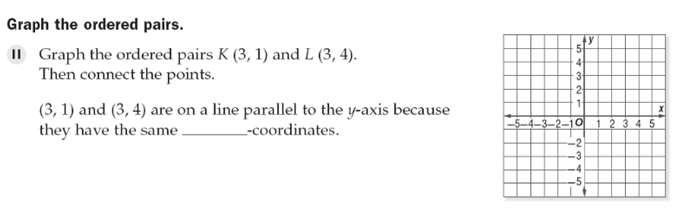 Graph the ordered pairs.
11 Graph the ordered pairs K (3, 1) and L (3, 4).
Then connect the points.
(3, 1) and (3, 4) are on a line parallel to the y-axis because
they have the same ________-coordinates.
y
5
4
3
2
1
x
–5–4–3–2–1O 1 2 3 4 5
–2
–3
–4
–5